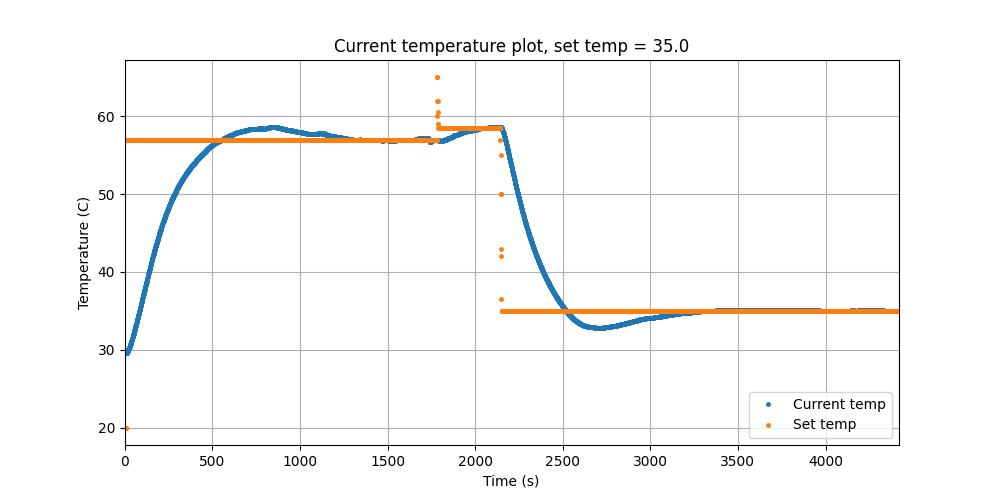 Current temperature plot, set temp = 35.0
Temperature (C)
60
50
40
30
20
0 500 1000 1500 2000 2500 3000 3500 4000
Time (s)
Current temp
Set temp